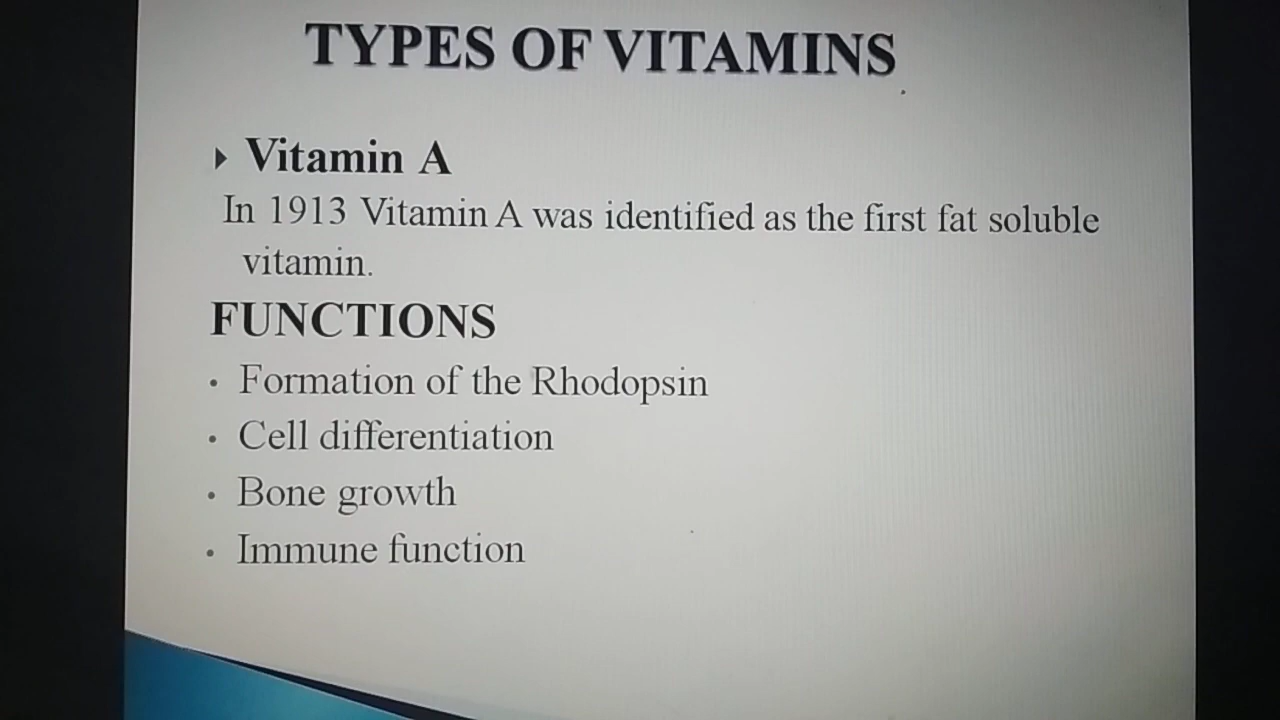 TYPES OF VITAMINS
Vitamin A
In 1913 Vitamin A was identified as the first fat soluble
vitamin.
FUNCTIONS
• Formation of the Rhodopsin
• Cell differentiation
• Bone growth
• Immune function